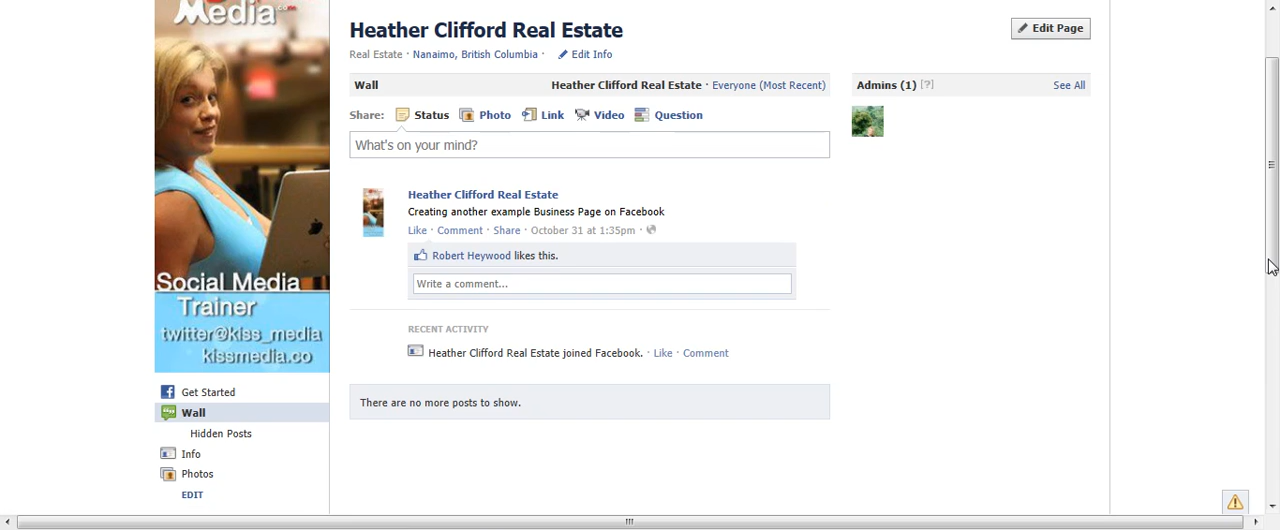 Media.com
Heather Clifford Real Estate
Edit Page
Real Estate · Nanaimo, British Columbia · Edit Info
Wall
Heather Clifford Real Estate · Everyone (Most Recent)
Admins (1) [?]
See All
Share: Status Photo Link Video Question
What's on your mind?
Heather Clifford Real Estate
Creating another example Business Page on Facebook
Like · Comment · Share · October 31 at 1:35pm ·
Robert Heywood likes this.
Write a comment...
RECENT ACTIVITY
Heather Clifford Real Estate joined Facebook. · Like · Comment
There are no more posts to show.
Social Media
Trainer
twitter@kiss_media
kissmedia.co
Get Started
Wall
Hidden Posts
Info
Photos
EDIT